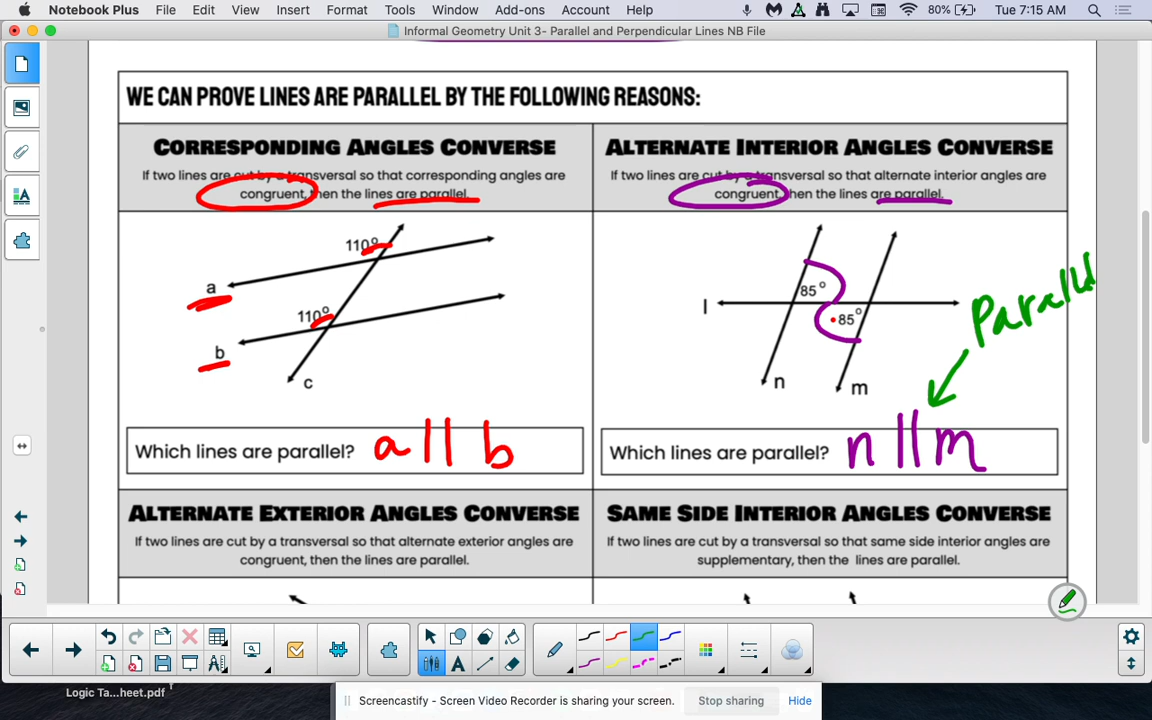 Notebook Plus File Edit View Insert Format Tools Window Add-ons Account Help 80% Tue 7:15 AM
Informal Geometry Unit 3- Parallel and Perpendicular Lines NB File
WE CAN PROVE LINES ARE PARALLEL BY THE FOLLOWING REASONS:
CORRESPONDING ANGLES CONVERSE
If two lines are cut by a transversal so that corresponding angles are
congruent, then the lines are parallel.
110°
a
110°
b
c
Which lines are parallel? a || b
ALTERNATE INTERIOR ANGLES CONVERSE
If two lines are cut by a transversal so that alternate interior angles are
congruent, then the lines are parallel.
85°
l
85°
n
m
Parallel
Which lines are parallel? n || m
ALTERNATE EXTERIOR ANGLES CONVERSE
If two lines are cut by a transversal so that alternate exterior angles are
congruent, then the lines are parallel.
SAME SIDE INTERIOR ANGLES CONVERSE
If two lines are cut by a transversal so that same side interior angles are
supplementary, then the lines are parallel.
Logic Ta...heet.pdf
Screencastify - Screen Video Recorder is sharing your screen. Stop sharing Hide